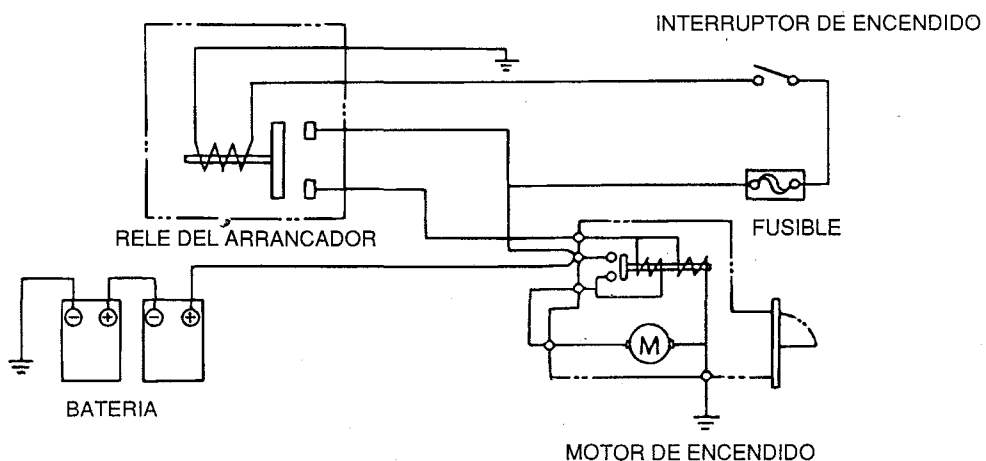 INTERRUPTOR DE ENCENDIDO
FUSIBLE
RELE DEL ARRANCADOR
− + − +
M
BATERIA
MOTOR DE ENCENDIDO